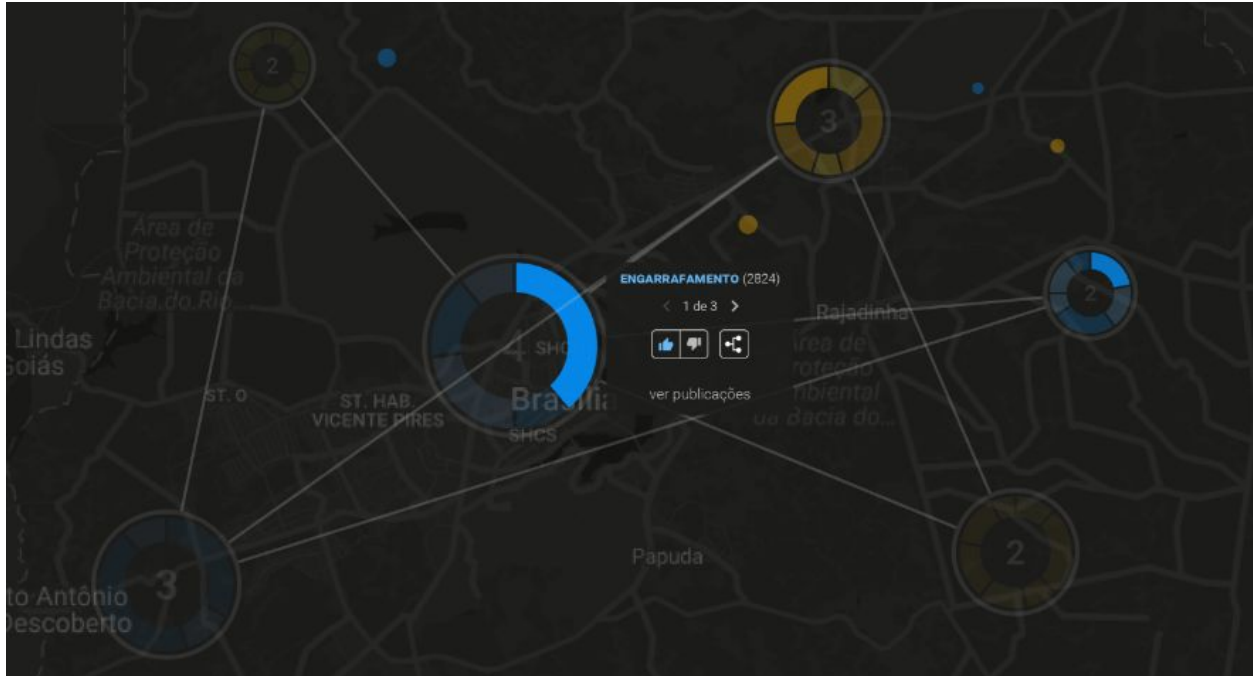 2
3
Área de
Proteção
Ambiental da
Bacia do Rio...
ENGARRAFAMENTO (2824)
1 de 3
2
Rajadinha
Lindas
Goiás
4
SHC
Área de
Proteção
Ambiental
da Bacia do...
ver publicações
ST. O
ST. HAB.
VICENTE PIRES
Brasília
SHCS
Papuda
2
3
to Antônio
Descoberto